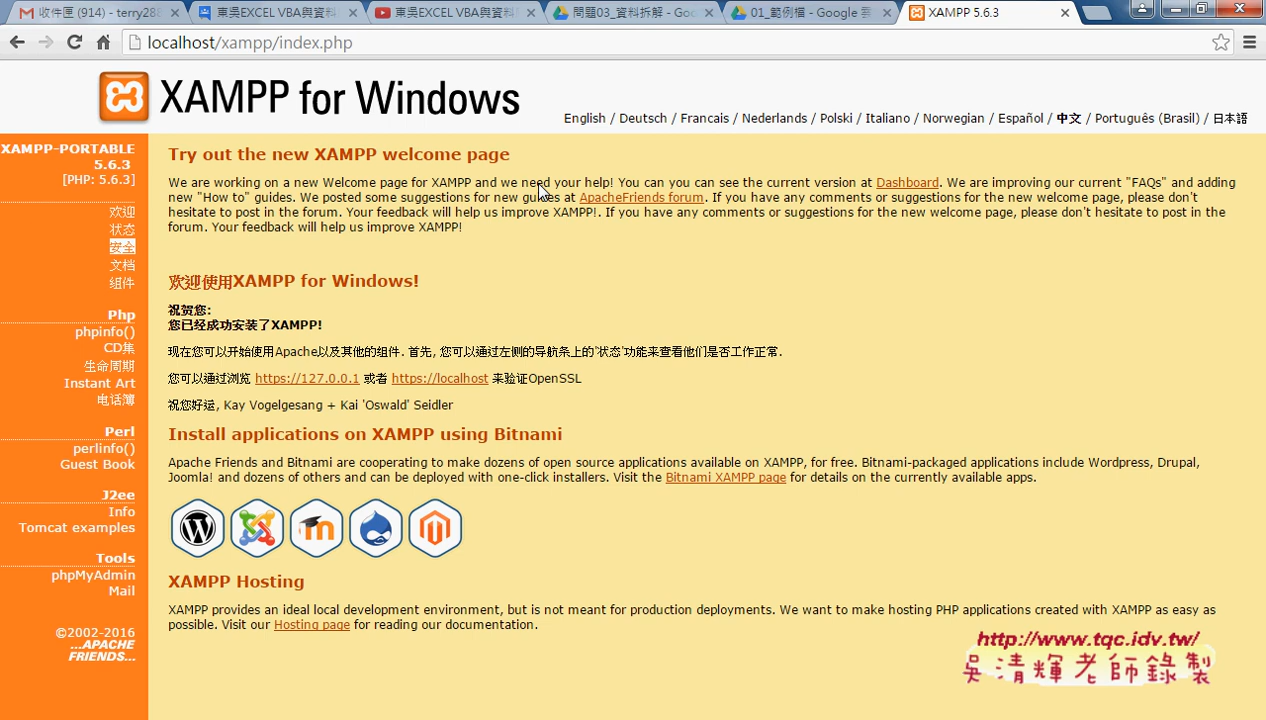 收件匣 (914) - terry288
東吳EXCEL VBA與資料
東吳EXCEL VBA與資料
問題03_資料拆解 - Goo
01_範例檔 - Google 雲
XAMPP 5.6.3
localhost/xampp/index.php
XAMPP for Windows
English / Deutsch / Francais / Nederlands / Polski / Italiano / Norwegian / Español / 中文 / Português (Brasil) / 日本語
XAMPP-PORTABLE
5.6.3
[PHP: 5.6.3]
欢迎
状态
安全
文档
组件
Php
phpinfo()
CD集
生命周期
Instant Art
电话簿
Perl
perlinfo()
Guest Book
J2ee
Info
Tomcat examples
Tools
phpMyAdmin
Mail
©2002-2016
...APACHE
FRIENDS...
Try out the new XAMPP welcome page
We are working on a new Welcome page for XAMPP and we need your help! You can you can see the current version at Dashboard. We are improving our current "FAQs" and adding
new "How to" guides. We posted some suggestions for new guides at ApacheFriends forum. If you have any comments or suggestions for the new welcome page, please don't
hesitate to post in the forum. Your feedback will help us improve XAMPP!. If you have any comments or suggestions for the new welcome page, please don't hesitate to post in the
forum. Your feedback will help us improve XAMPP!
欢迎使用XAMPP for Windows!
祝贺您:
您已经成功安装了XAMPP!
现在您可以开始使用Apache以及其他的组件. 首先, 您可以通过左侧的导航条上的'状态'功能来查看他们是否工作正常.
您可以通过浏览 https://127.0.0.1 或者 https://localhost 来验证OpenSSL
祝您好运, Kay Vogelgesang + Kai 'Oswald' Seidler
Install applications on XAMPP using Bitnami
Apache Friends and Bitnami are cooperating to make dozens of open source applications available on XAMPP, for free. Bitnami-packaged applications include Wordpress, Drupal,
Joomla! and dozens of others and can be deployed with one-click installers. Visit the Bitnami XAMPP page for details on the currently available apps.
XAMPP Hosting
XAMPP provides an ideal local development environment, but is not meant for production deployments. We want to make hosting PHP applications created with XAMPP as easy as
possible. Visit our Hosting page for reading our documentation.
http://www.tqc.idv.tw/
吳清輝老師錄製